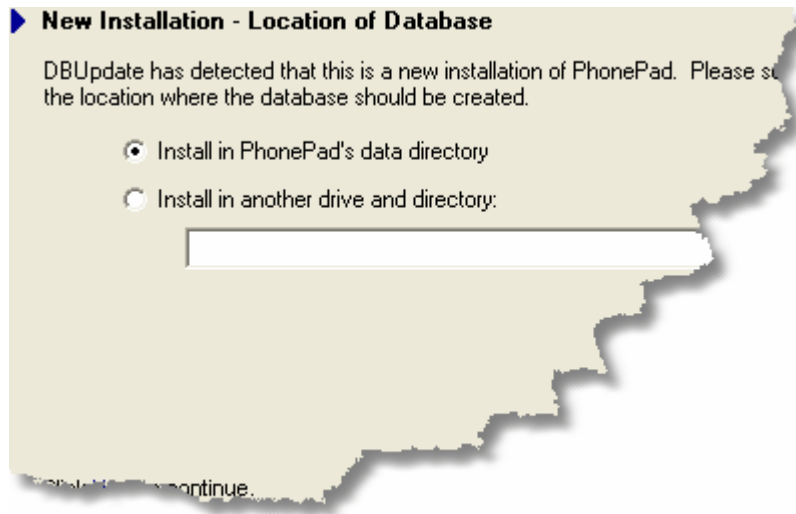 New Installation - Location of Database
DBUpdate has detected that this is a new installation of PhonePad. Please
the location where the database should be created.
Install in PhonePad's data directory
Install in another drive and directory:
continue.